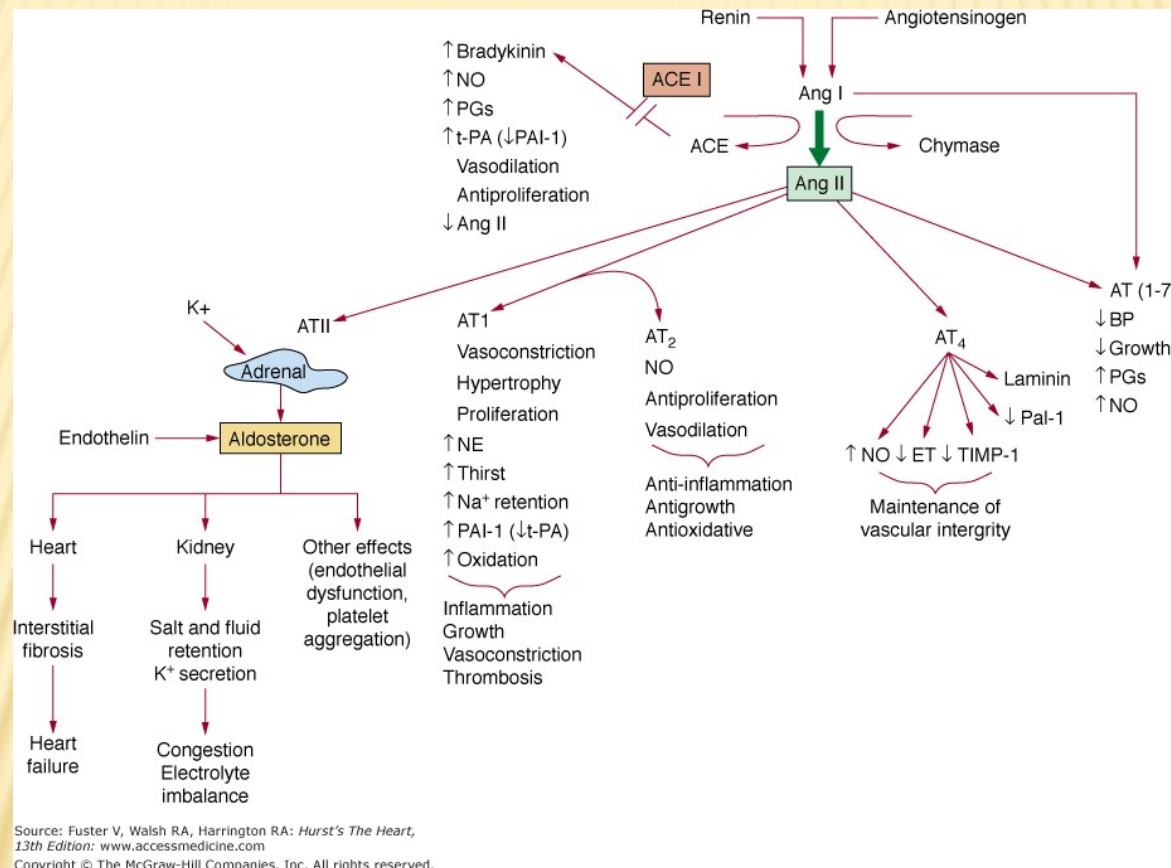 Renin
Angiotensinogen
↑Bradykinin
↑NO
↑PGs
↑t-PA (↓PAI-1)
Vasodilation
Antiproliferation
↓Ang II
ACE I
Ang I
ACE
Chymase
Ang II
K+
ATII
Adrenal
Endothelin
Aldosterone
Heart
Interstitial
fibrosis
Heart
failure
Kidney
Salt and fluid
retention
K⁺ secretion
Congestion
Electrolyte
imbalance
Other effects
(endothelial
dysfunction,
platelet
aggregation)
AT1
Vasoconstriction
Hypertrophy
Proliferation
↑NE
↑Thirst
↑Na⁺ retention
↑PAI-1 (↓t-PA)
↑Oxidation
Inflammation
Growth
Vasoconstriction
Thrombosis
AT₂
NO
Antiproliferation
Vasodilation
Anti-inflammation
Antigrowth
Antioxidative
AT₄
Laminin
↓Pal-1
↑NO ↓ET ↓TIMP-1
Maintenance of
vascular intergrity
AT (1-7
↓BP
↓Growth
↑PGs
↑NO
Source: Fuster V, Walsh RA, Harrington RA: Hurst's The Heart,
13th Edition: www.accessmedicine.com
Copyright © The McGraw-Hill Companies, Inc. All rights reserved.